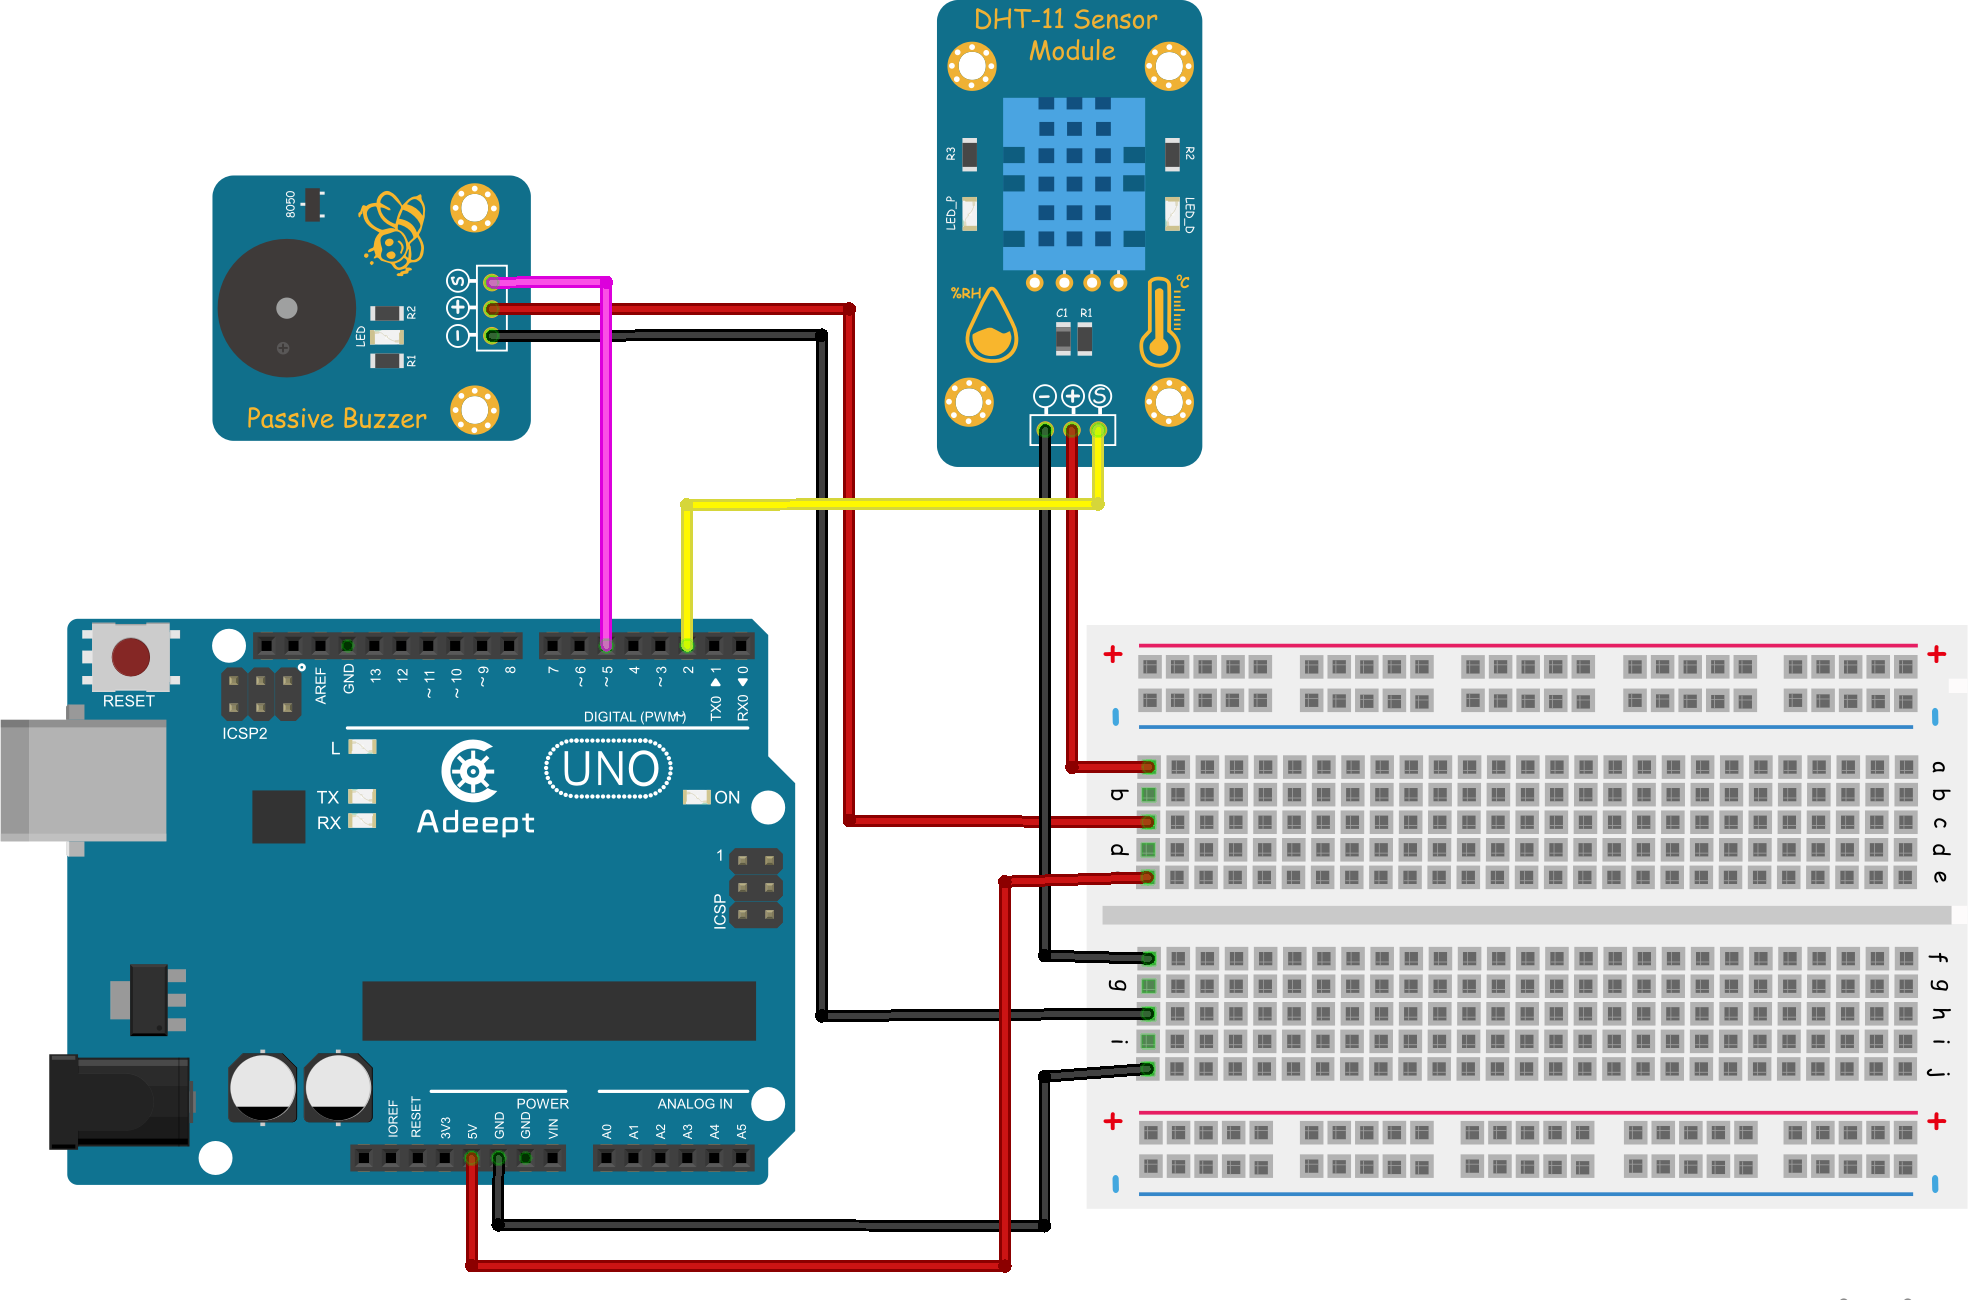 DHT-11 Sensor
Module
R3
R2
LED_P
LED_D
%RH
°C
C1 R1
− + S
8050
S
+
−
R2
LED
R1
Passive Buzzer
RESET
ICSP2
AREF
GND
13
12
~11
~10
~9
8
7
~6
~5
4
~3
2
TX0 ▶ 1
RX0 ◀ 0
DIGITAL (PWM~)
L
TX
RX
UNO
ON
Adeept
1
ICSP
POWER
ANALOG IN
IOREF
RESET
3V3
5V
GND
GND
VIN
A0
A1
A2
A3
A4
A5
+ +
− −
a
b b
c
d d
e
f
g g
h
i i
j
+ +
− −